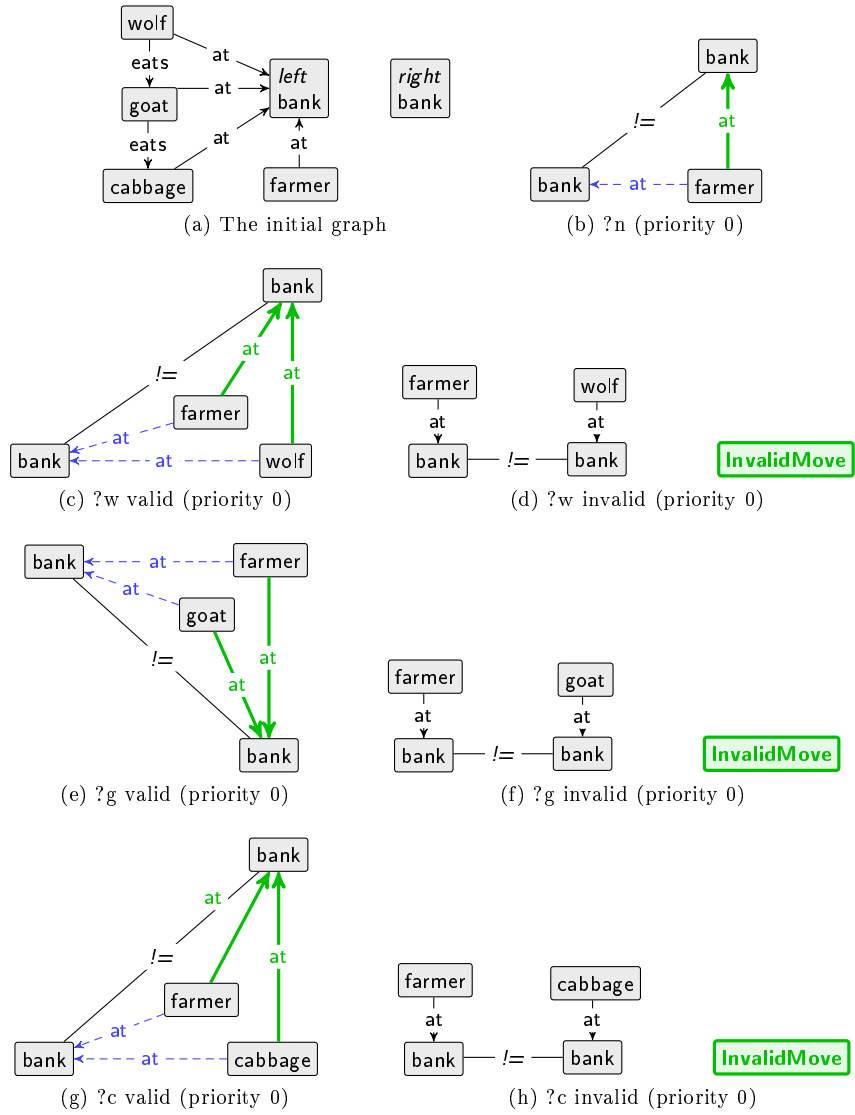 wolf
at
eats
left
bank
right
bank
goat
at
eats
at
at
cabbage
farmer
(a) The initial graph
bank
!=
at
bank
at
farmer
(b) ?n (priority 0)
bank
at
!=
at
farmer
at
bank
at
wolf
(c) ?w valid (priority 0)
farmer
wolf
at
at
bank
!=
bank
InvalidMove
(d) ?w invalid (priority 0)
bank
at
farmer
at
goat
!=
at
at
bank
(e) ?g valid (priority 0)
farmer
goat
at
at
bank
!=
bank
InvalidMove
(f) ?g invalid (priority 0)
bank
at
!=
at
farmer
at
bank
at
cabbage
(g) ?c valid (priority 0)
farmer
cabbage
at
at
bank
!=
bank
InvalidMove
(h) ?c invalid (priority 0)